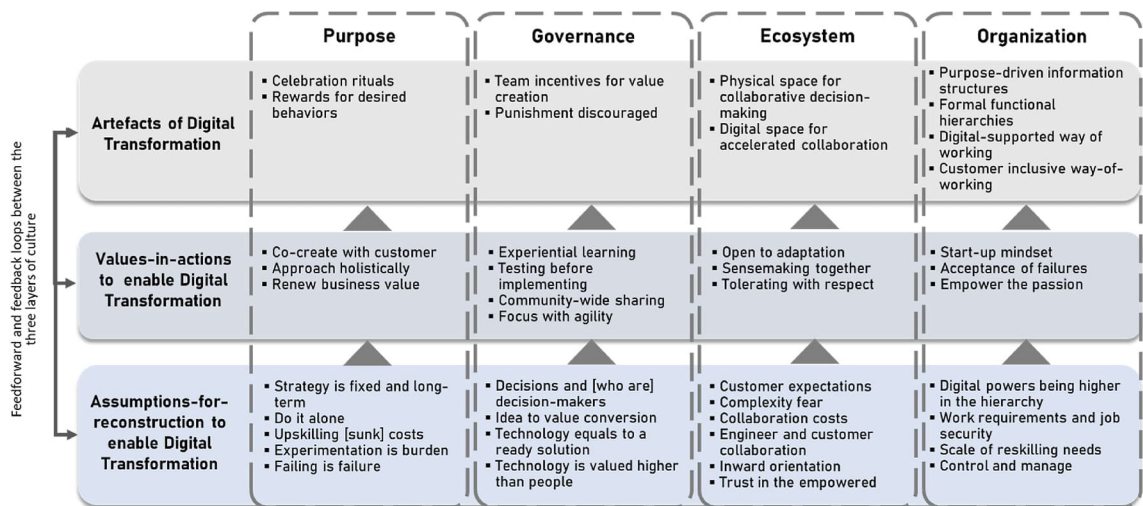 Purpose
Governance
Ecosystem
Organization
Feedforward and feedback loops between the
three layers of culture
Artefacts of Digital
Transformation
▪ Celebration rituals
▪ Rewards for desired
behaviors
▪ Team incentives for value
creation
▪ Punishment discouraged
▪ Physical space for
collaborative decision-
making
▪ Digital space for
accelerated collaboration
▪ Purpose-driven information
structures
▪ Formal functional
hierarchies
▪ Digital-supported way of
working
▪ Customer inclusive way-of-
working
Values-in-actions
to enable Digital
Transformation
▪ Co-create with customer
▪ Approach holistically
▪ Renew business value
▪ Experiential learning
▪ Testing before
implementing
▪ Community-wide sharing
▪ Focus with agility
▪ Open to adaptation
▪ Sensemaking together
▪ Tolerating with respect
▪ Start-up mindset
▪ Acceptance of failures
▪ Empower the passion
Assumptions-for-
reconstruction to
enable Digital
Transformation
▪ Strategy is fixed and long-
term
▪ Do it alone
▪ Upskilling [sunk] costs
▪ Experimentation is burden
▪ Failing is failure
▪ Decisions and [who are]
decision-makers
▪ Idea to value conversion
▪ Technology equals to a
ready solution
▪ Technology is valued higher
than people
▪ Customer expectations
▪ Complexity fear
▪ Collaboration costs
▪ Engineer and customer
collaboration
▪ Inward orientation
▪ Trust in the empowered
▪ Digital powers being higher
in the hierarchy
▪ Work requirements and job
security
▪ Scale of reskilling needs
▪ Control and manage